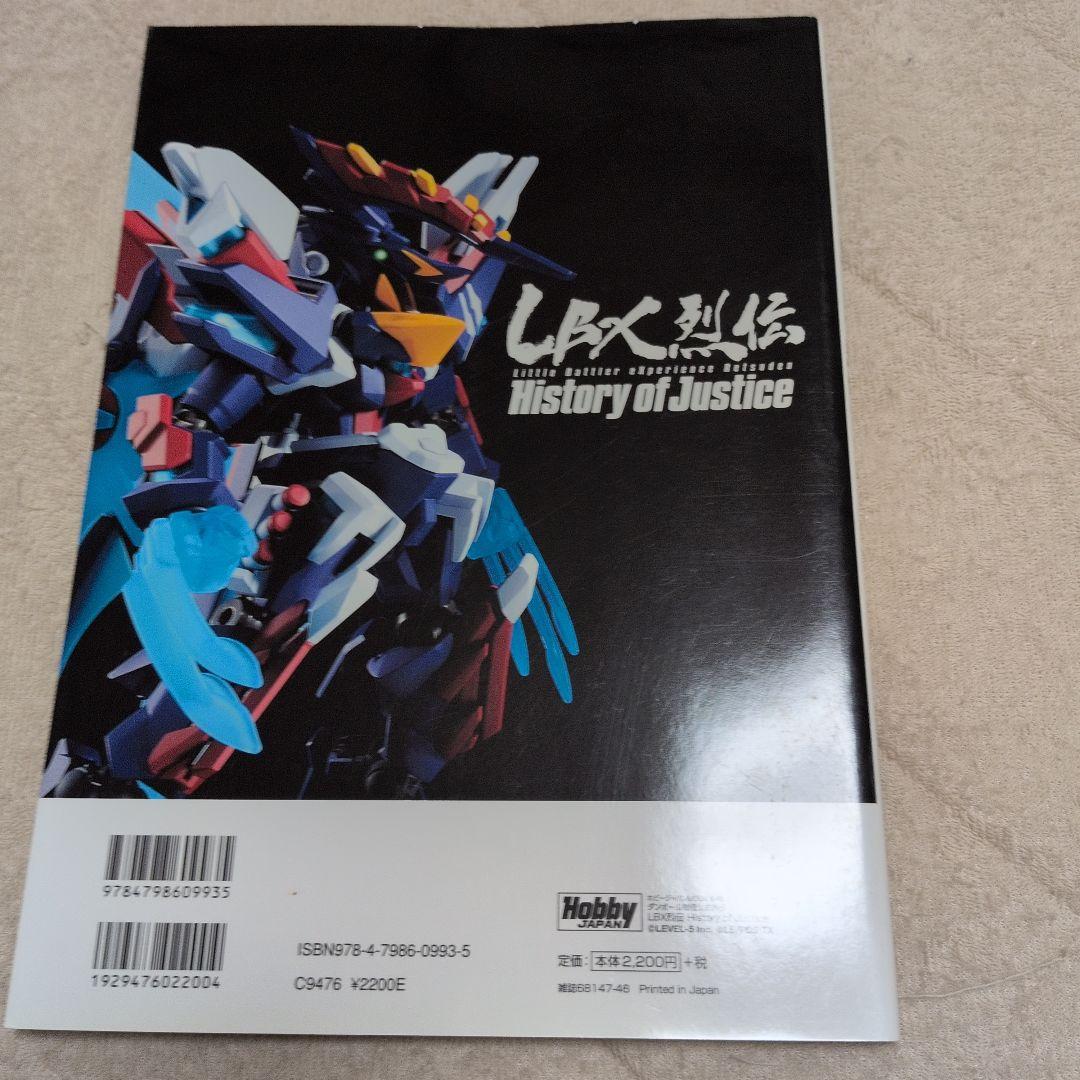 LBX烈伝
Little Battler eXperience Retsuden
History of Justice
9784798609935
1929476022004
ISBN978-4-7986-0993-5
C9476 ¥2200E
Hobby
JAPAN
LBX烈伝 History of Justice
©LEVEL-5 Inc.
定価：本体2,200円+税
雑誌68147-46 Printed in Japan